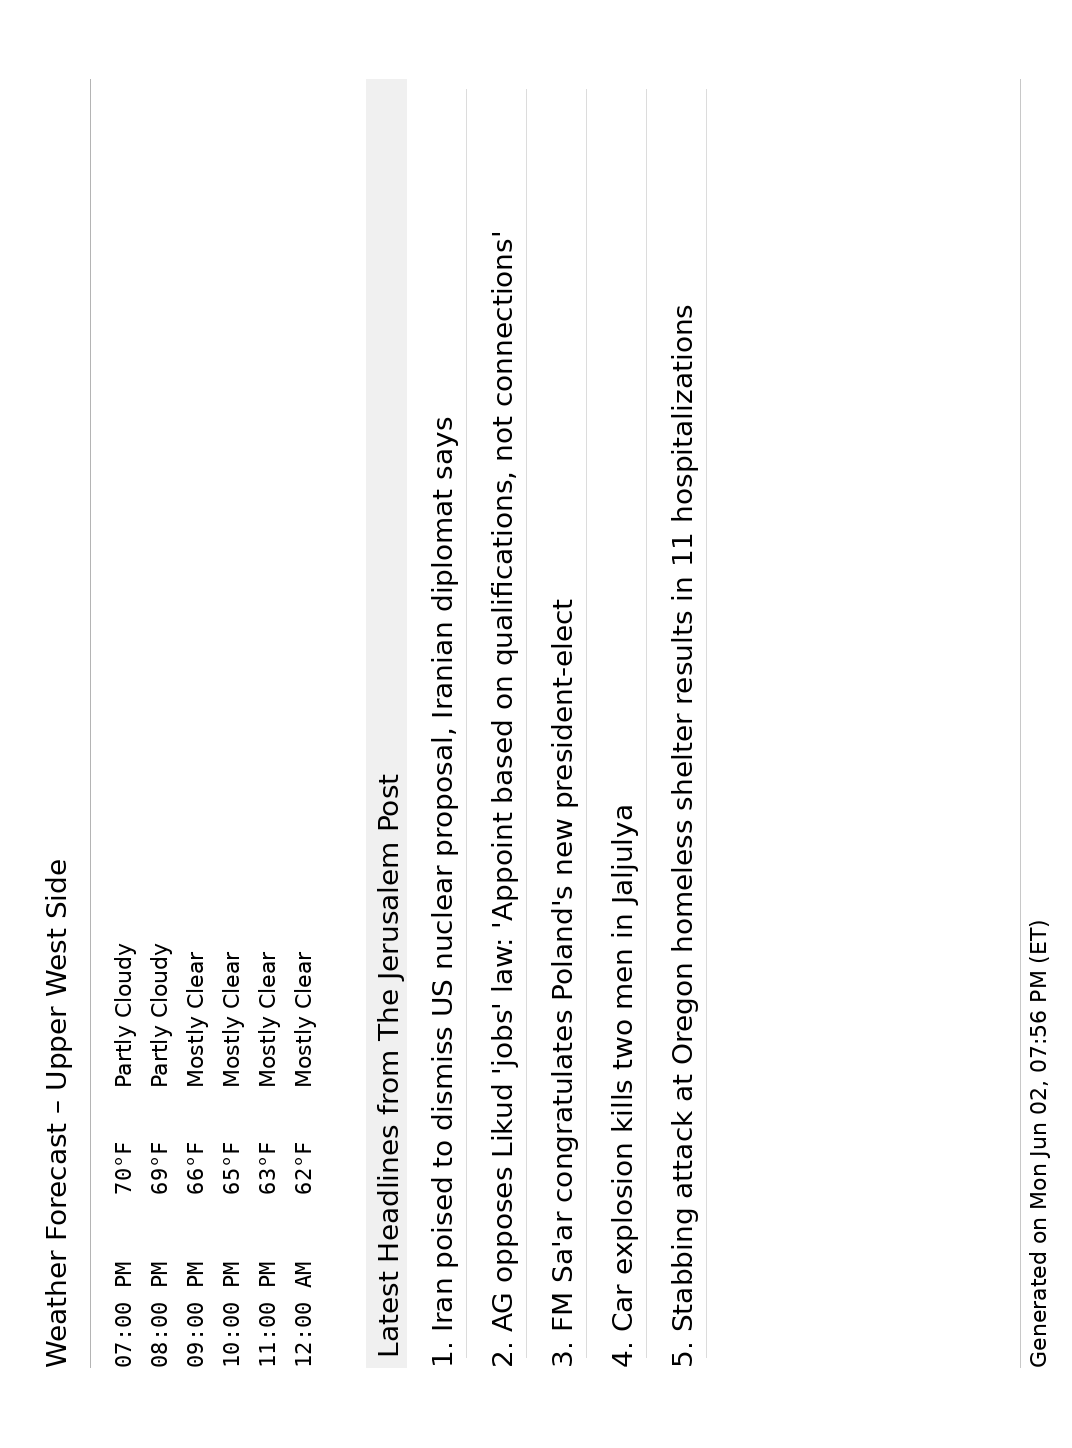 Weather Forecast – Upper West Side
07:00 PM 70°F Partly Cloudy
08:00 PM 69°F Partly Cloudy
09:00 PM 66°F Mostly Clear
10:00 PM 65°F Mostly Clear
11:00 PM 63°F Mostly Clear
12:00 AM 62°F Mostly Clear
Latest Headlines from The Jerusalem Post
1. Iran poised to dismiss US nuclear proposal, Iranian diplomat says
2. AG opposes Likud 'jobs' law: 'Appoint based on qualifications, not connections'
3. FM Sa'ar congratulates Poland's new president-elect
4. Car explosion kills two men in Jaljulya
5. Stabbing attack at Oregon homeless shelter results in 11 hospitalizations
Generated on Mon Jun 02, 07:56 PM (ET)